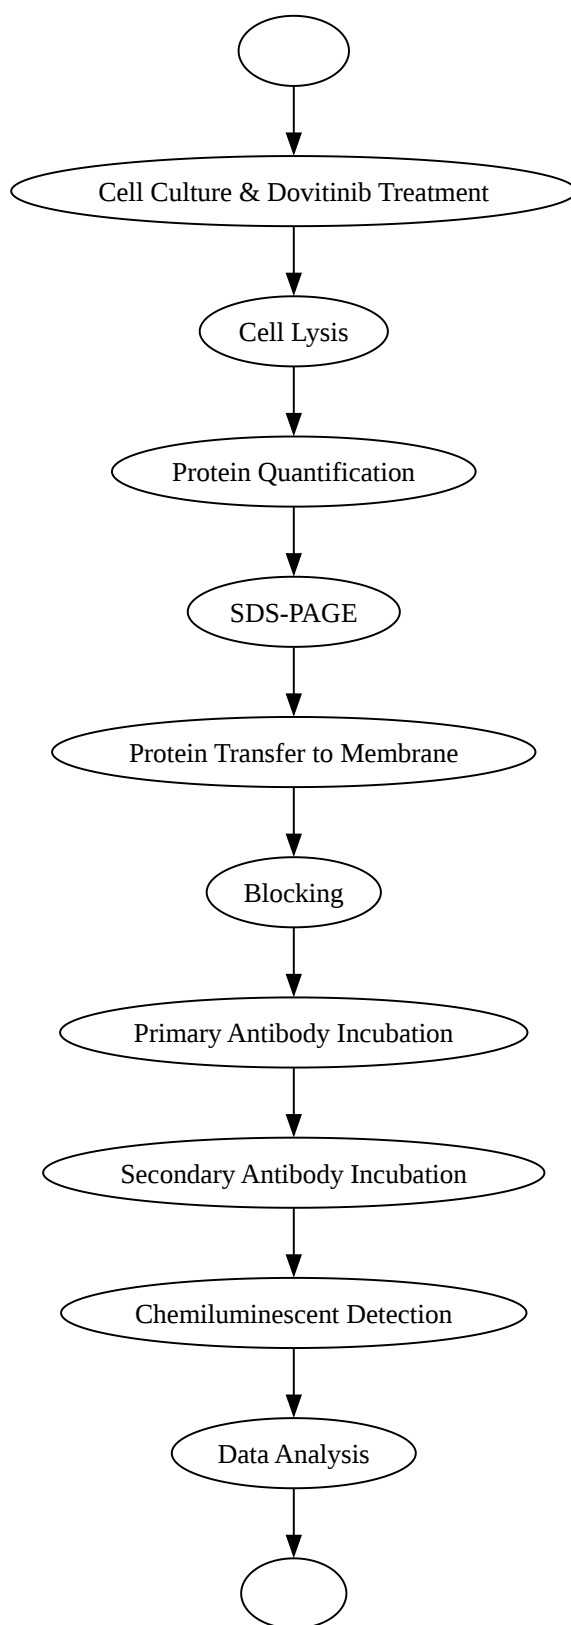 Cell Culture & Dovitinib Treatment
Cell Lysis
Protein Quantification
SDS-PAGE
Protein Transfer to Membrane
Blocking
Primary Antibody Incubation
Secondary Antibody Incubation
Chemiluminescent Detection
Data Analysis